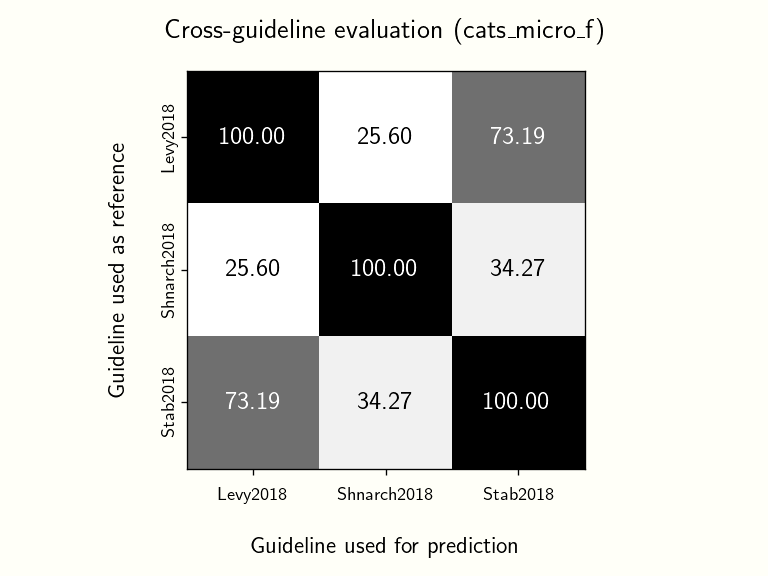 Cross-guideline evaluation (cats_micro_f)
Guideline used as reference
Levy2018
100.00 25.60 73.19
Shnarch2018
25.60 100.00 34.27
Stab2018
73.19 34.27 100.00
Levy2018 Shnarch2018 Stab2018
Guideline used for prediction